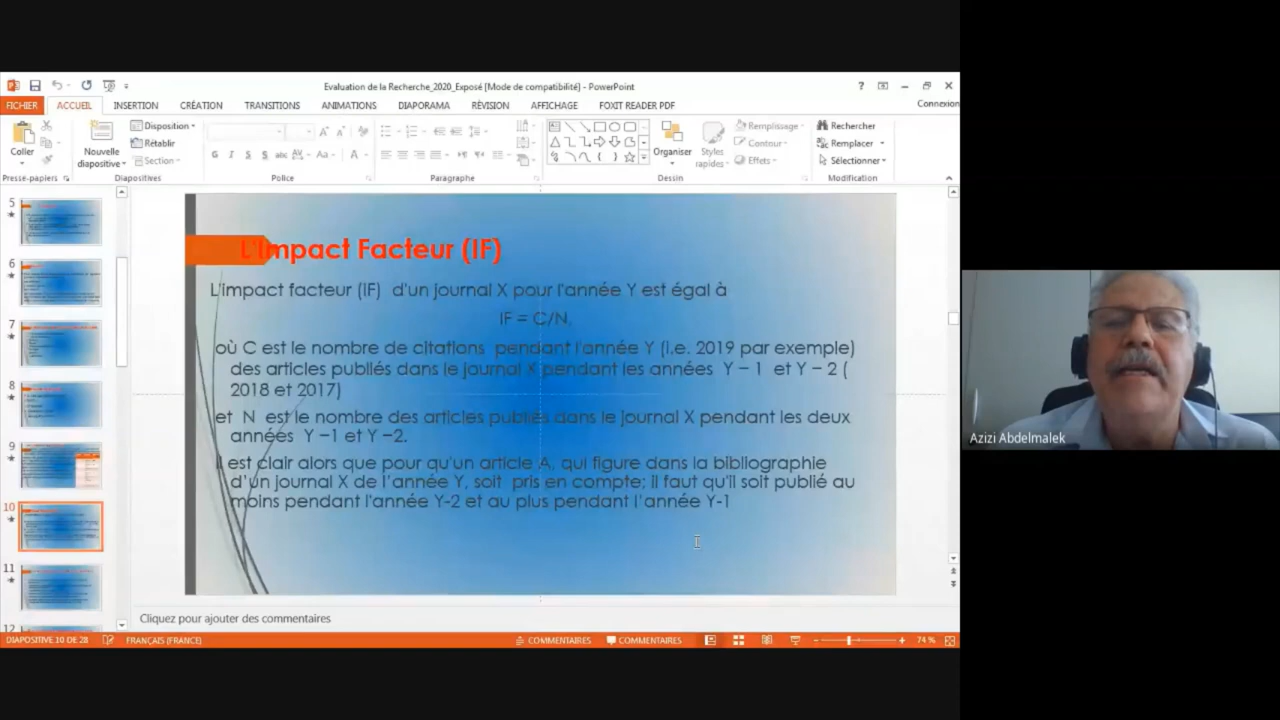 Evaluation de la Recherche_2020_Exposé [Mode de compatibilité] - PowerPoint
FICHIER ACCUEIL INSERTION CRÉATION TRANSITIONS ANIMATIONS DIAPORAMA RÉVISION AFFICHAGE FOXIT READER PDF Connexion
Coller
Nouvelle diapositive
Disposition
Rétablir
Section
Organiser
Styles rapides
Remplissage
Contour
Effets
Rechercher
Remplacer
Sélectionner
Presse-papiers Diapositives Police Paragraphe Dessin Modification
5
6
7
8
9
10
11
12
L'Impact Facteur (IF)
L'impact facteur (IF) d'un journal X pour l'année Y est égal à
IF = C/N,
où C est le nombre de citations pendant l'année Y (i.e. 2019 par exemple)
des articles publiés dans le journal X pendant les années Y – 1 et Y – 2 (
2018 et 2017)
et N est le nombre des articles publiés dans le journal X pendant les deux
années Y –1 et Y –2.
Il est clair alors que pour qu'un article A, qui figure dans la bibliographie
d'un journal X de l'année Y, soit pris en compte; il faut qu'il soit publié au
moins pendant l'année Y-2 et au plus pendant l'année Y-1
Azizi Abdelmalek
Cliquez pour ajouter des commentaires
DIAPOSITIVE 10 DE 28 FRANÇAIS (FRANCE) COMMENTAIRES COMMENTAIRES 74 %